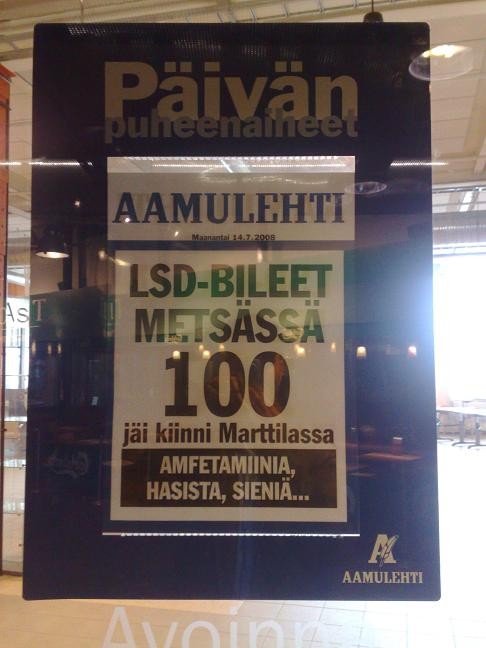 Päivän
puheenaiheet
AAMULEHTI
Maanantai 14.7.2008
LSD-BILEET
METSÄSSÄ
100
jäi kiinni Marttilassa
AMFETAMIINIA,
HASISTA, SIENIÄ...
AAMULEHTI